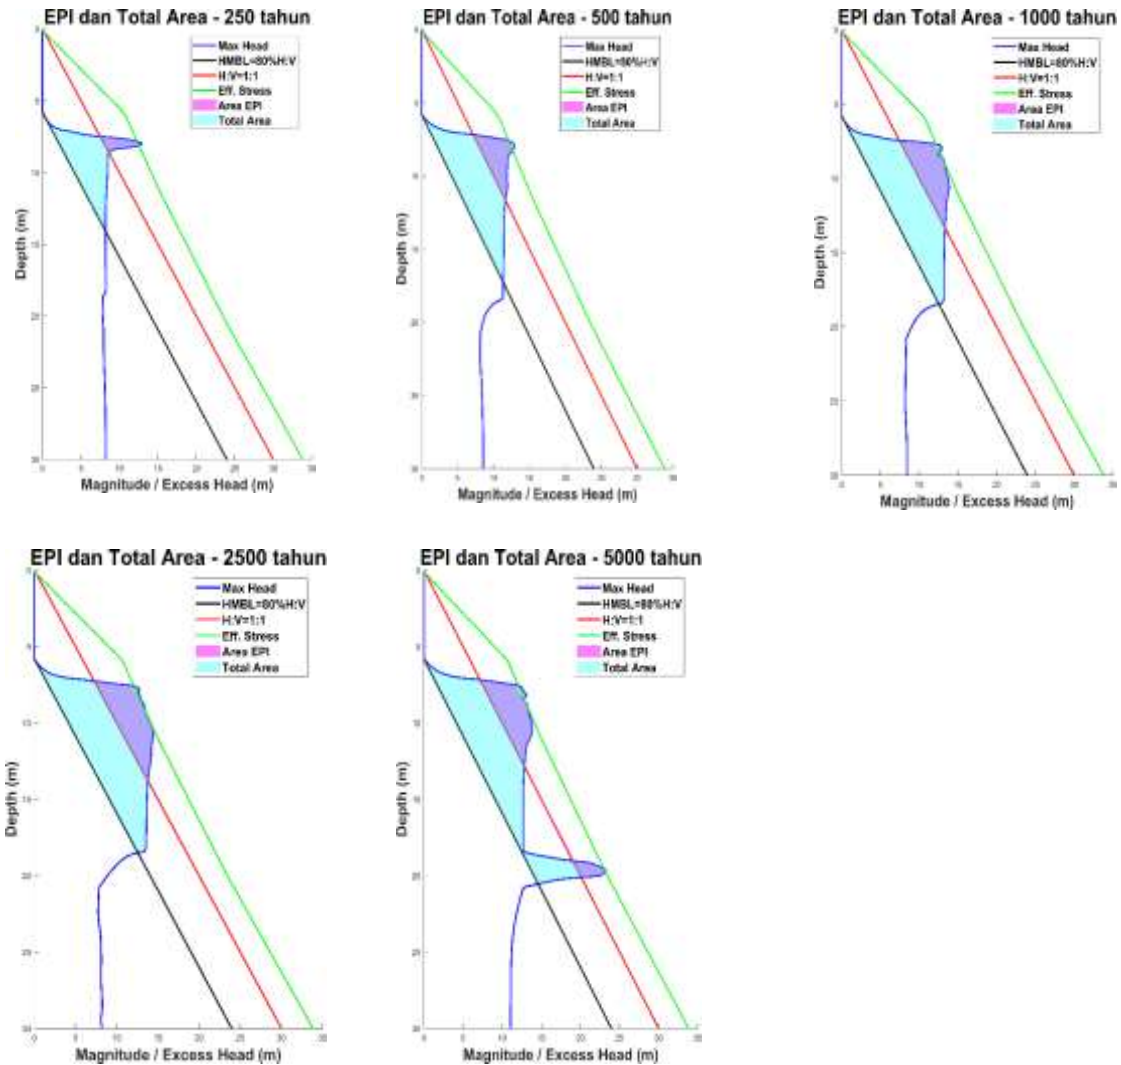 EPI dan Total Area - 250 tahun
Max Head
HMBL=80%H:V
H:V=1:1
Eff. Stress
Area EPI
Total Area
Depth (m)
Magnitude / Excess Head (m)
EPI dan Total Area - 500 tahun
Max Head
HMBL=80%H:V
H:V=1:1
Eff. Stress
Area EPI
Total Area
Depth (m)
Magnitude / Excess Head (m)
EPI dan Total Area - 1000 tahun
Max Head
HMBL=80%H:V
H:V=1:1
Eff. Stress
Area EPI
Total Area
Depth (m)
Magnitude / Excess Head (m)
EPI dan Total Area - 2500 tahun
Max Head
HMBL=80%H:V
H:V=1:1
Eff. Stress
Area EPI
Total Area
Depth (m)
Magnitude / Excess Head (m)
EPI dan Total Area - 5000 tahun
Max Head
HMBL=80%H:V
H:V=1:1
Eff. Stress
Area EPI
Total Area
Depth (m)
Magnitude / Excess Head (m)